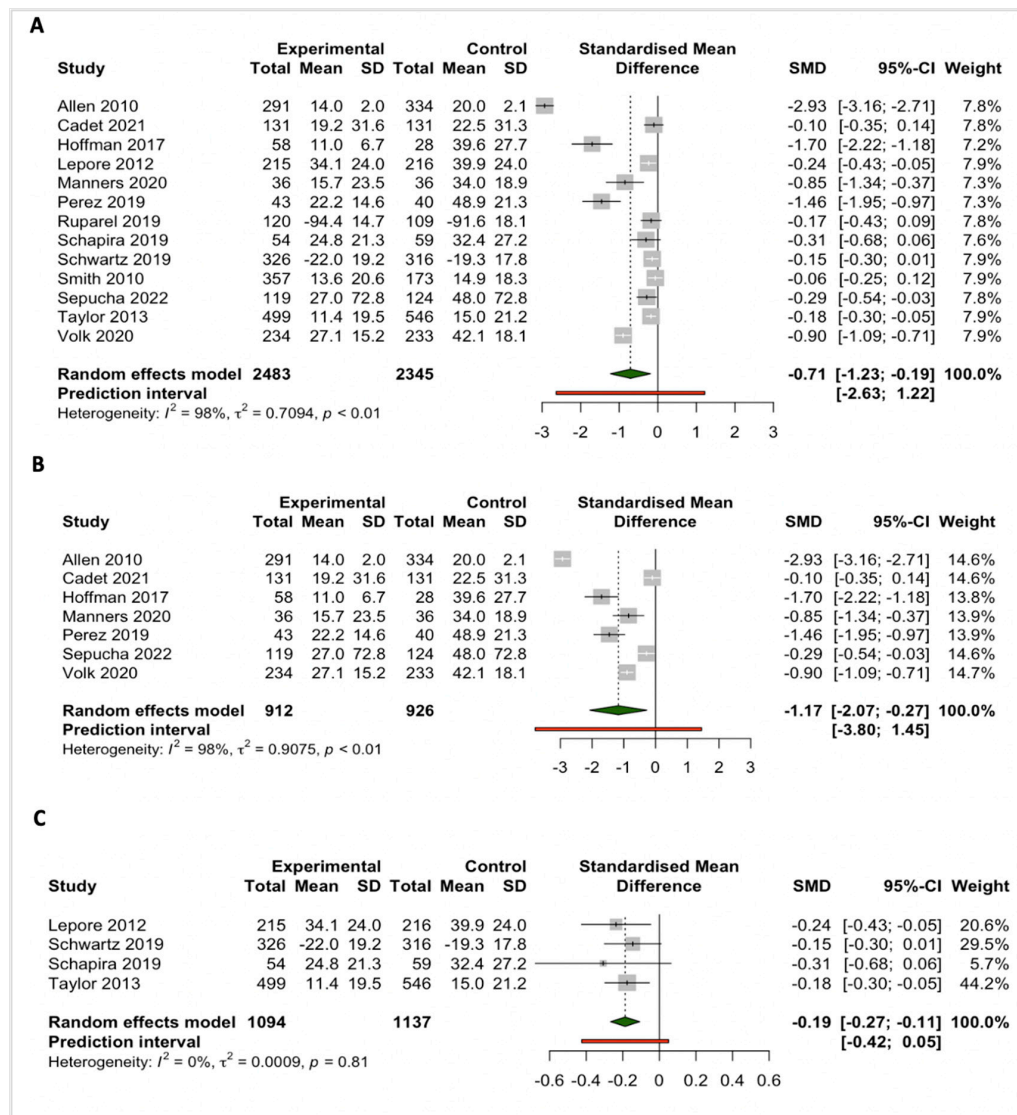 A
Experimental Control Standardised Mean
Study Total Mean SD Total Mean SD Difference SMD 95%-CI Weight
Allen 2010 291 14.0 2.0 334 20.0 2.1 -2.93 [-3.16; -2.71] 7.8%
Cadet 2021 131 19.2 31.6 131 22.5 31.3 -0.10 [-0.35; 0.14] 7.8%
Hoffman 2017 58 11.0 6.7 28 39.6 27.7 -1.70 [-2.22; -1.18] 7.2%
Lepore 2012 215 34.1 24.0 216 39.9 24.0 -0.24 [-0.43; -0.05] 7.9%
Manners 2020 36 15.7 23.5 36 34.0 18.9 -0.85 [-1.34; -0.37] 7.3%
Perez 2019 43 22.2 14.6 40 48.9 21.3 -1.46 [-1.95; -0.97] 7.3%
Ruparel 2019 120 -94.4 14.7 109 -91.6 18.1 -0.17 [-0.43; 0.09] 7.8%
Schapira 2019 54 24.8 21.3 59 32.4 27.2 -0.31 [-0.68; 0.06] 7.6%
Schwartz 2019 326 -22.0 19.2 316 -19.3 17.8 -0.15 [-0.30; 0.01] 7.9%
Smith 2010 357 13.6 20.6 173 14.9 18.3 -0.06 [-0.25; 0.12] 7.9%
Sepucha 2022 119 27.0 72.8 124 48.0 72.8 -0.29 [-0.54; -0.03] 7.8%
Taylor 2013 499 11.4 19.5 546 15.0 21.2 -0.18 [-0.30; -0.05] 7.9%
Volk 2020 234 27.1 15.2 233 42.1 18.1 -0.90 [-1.09; -0.71] 7.9%
Random effects model 2483 2345 -0.71 [-1.23; -0.19] 100.0%
Prediction interval [-2.63; 1.22]
Heterogeneity: I² = 98%, τ² = 0.7094, p < 0.01
-3 -2 -1 0 1 2 3
B
Experimental Control Standardised Mean
Study Total Mean SD Total Mean SD Difference SMD 95%-CI Weight
Allen 2010 291 14.0 2.0 334 20.0 2.1 -2.93 [-3.16; -2.71] 14.6%
Cadet 2021 131 19.2 31.6 131 22.5 31.3 -0.10 [-0.35; 0.14] 14.6%
Hoffman 2017 58 11.0 6.7 28 39.6 27.7 -1.70 [-2.22; -1.18] 13.8%
Manners 2020 36 15.7 23.5 36 34.0 18.9 -0.85 [-1.34; -0.37] 13.9%
Perez 2019 43 22.2 14.6 40 48.9 21.3 -1.46 [-1.95; -0.97] 13.9%
Sepucha 2022 119 27.0 72.8 124 48.0 72.8 -0.29 [-0.54; -0.03] 14.6%
Volk 2020 234 27.1 15.2 233 42.1 18.1 -0.90 [-1.09; -0.71] 14.7%
Random effects model 912 926 -1.17 [-2.07; -0.27] 100.0%
Prediction interval [-3.80; 1.45]
Heterogeneity: I² = 98%, τ² = 0.9075, p < 0.01
-3 -2 -1 0 1 2 3
C
Experimental Control Standardised Mean
Study Total Mean SD Total Mean SD Difference SMD 95%-CI Weight
Lepore 2012 215 34.1 24.0 216 39.9 24.0 -0.24 [-0.43; -0.05] 20.6%
Schwartz 2019 326 -22.0 19.2 316 -19.3 17.8 -0.15 [-0.30; 0.01] 29.5%
Schapira 2019 54 24.8 21.3 59 32.4 27.2 -0.31 [-0.68; 0.06] 5.7%
Taylor 2013 499 11.4 19.5 546 15.0 21.2 -0.18 [-0.30; -0.05] 44.2%
Random effects model 1094 1137 -0.19 [-0.27; -0.11] 100.0%
Prediction interval [-0.42; 0.05]
Heterogeneity: I² = 0%, τ² = 0.0009, p = 0.81
-0.6 -0.4 -0.2 0 0.2 0.4 0.6